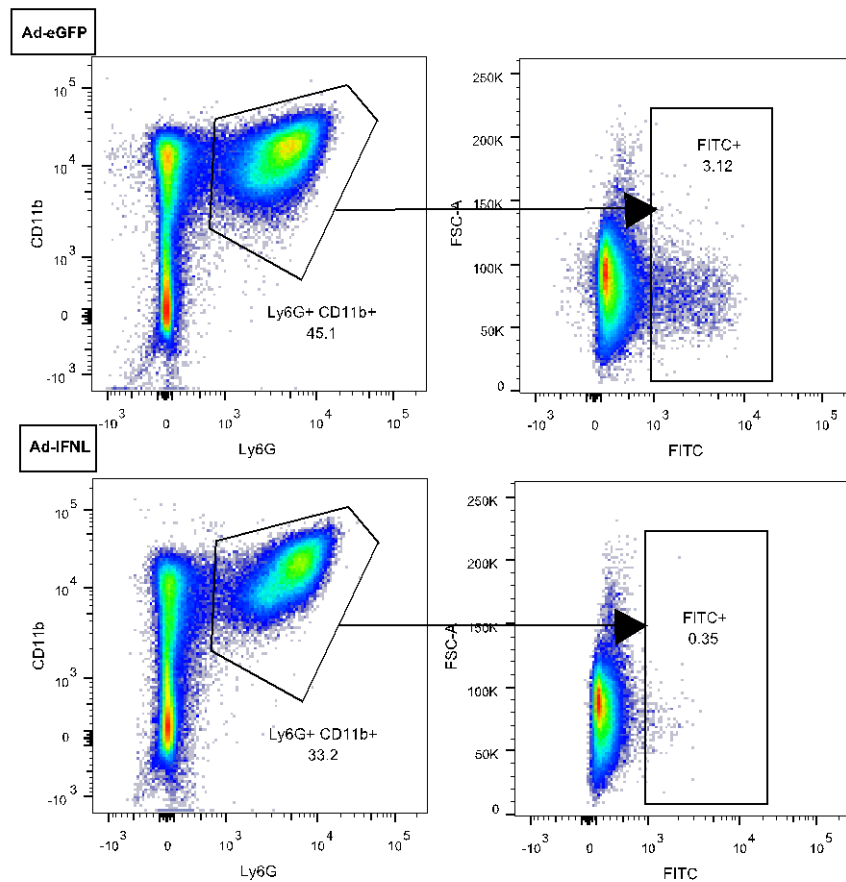 Ad-eGFP
10^5
10^4
10^3
0
-10^3
CD11b
Ly6G+ CD11b+
45.1
-10^3
0
10^3
10^4
10^5
Ly6G
250K
200K
150K
100K
50K
0
FSC-A
FITC+
3.12
-10^3
0
10^3
10^4
10^5
FITC
Ad-IFNL
10^5
10^4
10^3
0
-10^3
CD11b
Ly6G+ CD11b+
33.2
-10^3
0
10^3
10^4
10^5
Ly6G
250K
200K
150K
100K
50K
0
FSC-A
FITC+
0.35
-10^3
0
10^3
10^4
10^5
FITC